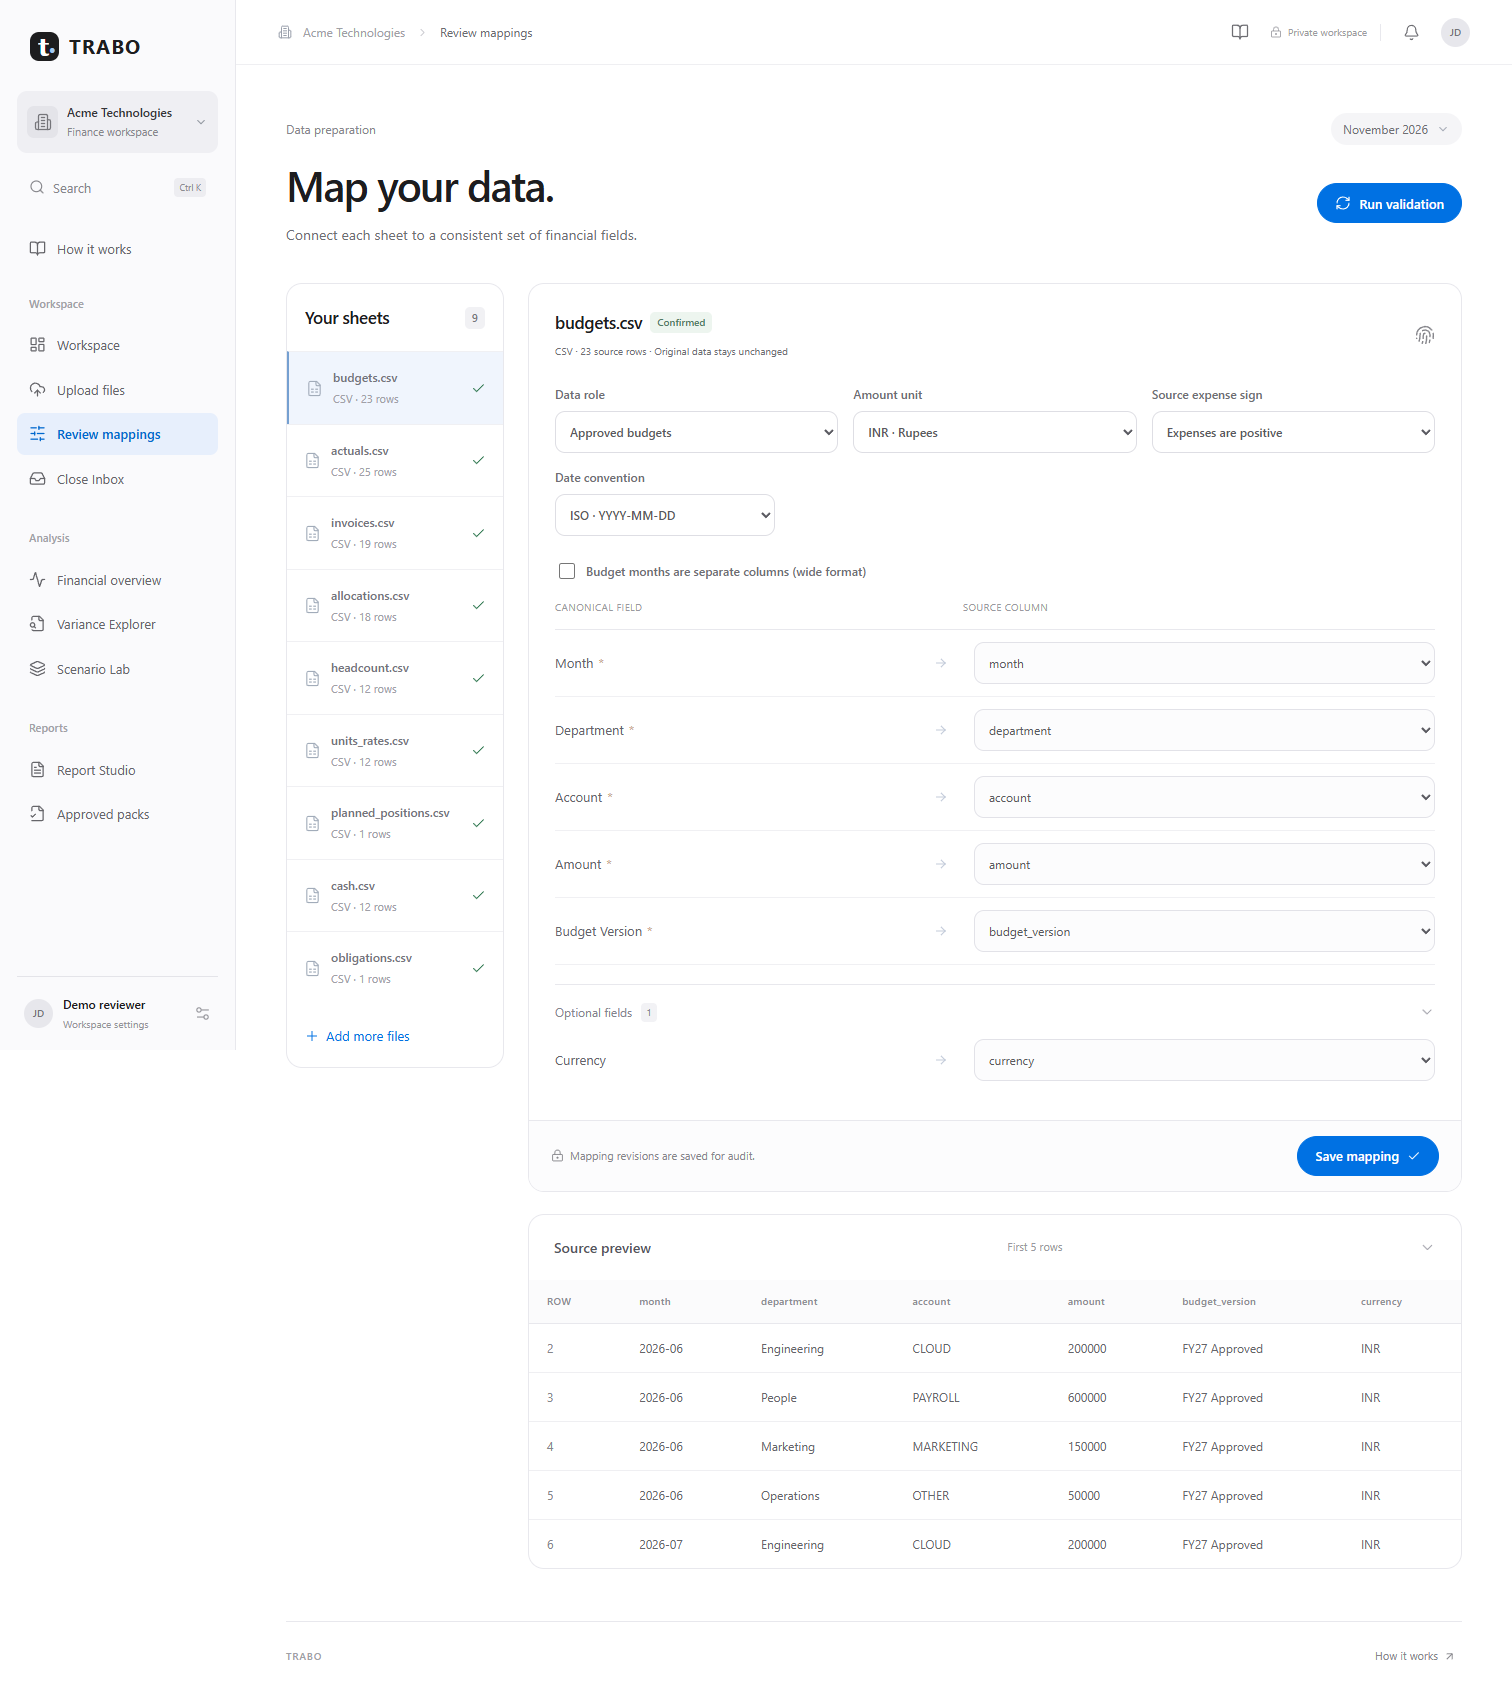 t. TRABO
Acme Technologies
Finance workspace
Search Ctrl K
How it works
Workspace
Workspace
Upload files
Review mappings
Close Inbox
Analysis
Financial overview
Variance Explorer
Scenario Lab
Reports
Report Studio
Approved packs
JD Demo reviewer
Workspace settings
Acme Technologies Review mappings
Private workspace JD
Data preparation
November 2026
Map your data.
Run validation
Connect each sheet to a consistent set of financial fields.
Your sheets 9
budgets.csv
CSV · 23 rows
actuals.csv
CSV · 25 rows
invoices.csv
CSV · 19 rows
allocations.csv
CSV · 18 rows
headcount.csv
CSV · 12 rows
units_rates.csv
CSV · 12 rows
planned_positions.csv
CSV · 1 rows
cash.csv
CSV · 12 rows
obligations.csv
CSV · 1 rows
+ Add more files
budgets.csv Confirmed
CSV · 23 source rows · Original data stays unchanged
Data role Amount unit Source expense sign
Approved budgets INR · Rupees Expenses are positive
Date convention
ISO · YYYY-MM-DD
Budget months are separate columns (wide format)
CANONICAL FIELD SOURCE COLUMN
Month * → month
Department * → department
Account * → account
Amount * → amount
Budget Version * → budget_version
Optional fields 1
Currency → currency
Mapping revisions are saved for audit.
Save mapping
Source preview First 5 rows
ROW month department account amount budget_version currency
2 2026-06 Engineering CLOUD 200000 FY27 Approved INR
3 2026-06 People PAYROLL 600000 FY27 Approved INR
4 2026-06 Marketing MARKETING 150000 FY27 Approved INR
5 2026-06 Operations OTHER 50000 FY27 Approved INR
6 2026-07 Engineering CLOUD 200000 FY27 Approved INR
TRABO How it works